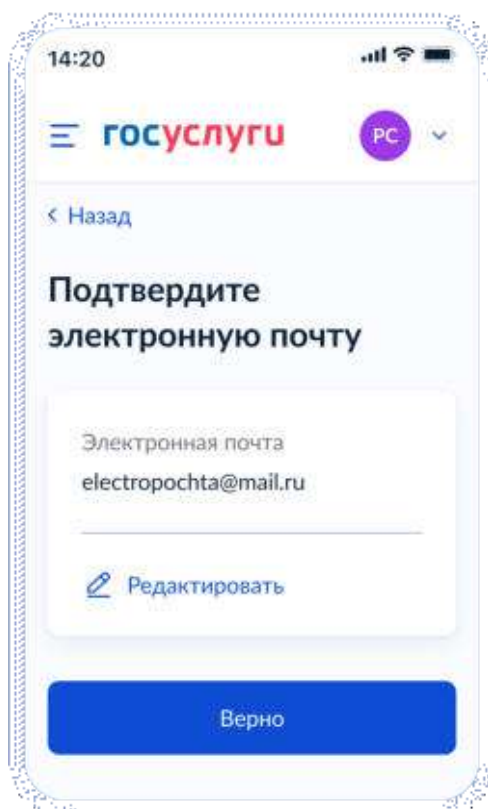 14:20
госуслуги
РС
Назад
Подтвердите
электронную почту
Электронная почта
electropochta@mail.ru
Редактировать
Верно